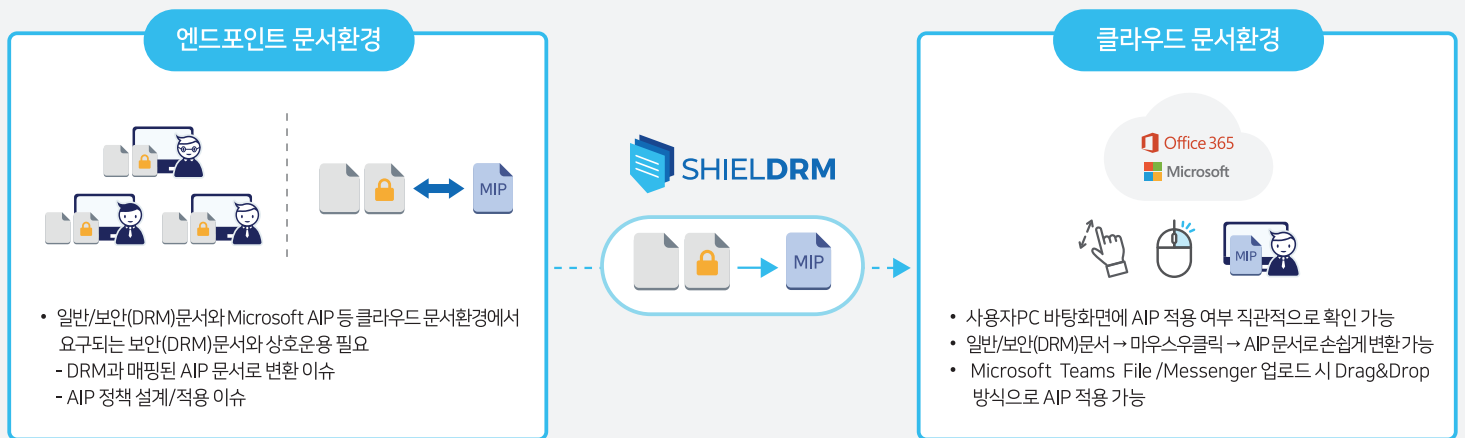 엔드포인트 문서환경
MIP
• 일반/보안(DRM)문서와 Microsoft AIP 등 클라우드 문서환경에서
요구되는 보안(DRM)문서와 상호운용 필요
- DRM과 매핑된 AIP 문서로 변환 이슈
- AIP 정책 설계/적용 이슈
SHIELDRM
MIP
클라우드 문서환경
Office 365
Microsoft
MIP
• 사용자PC 바탕화면에 AIP 적용 여부 직관적으로 확인 가능
• 일반/보안(DRM)문서 → 마우스우클릭 → AIP 문서로 손쉽게 변환 가능
• Microsoft Teams File /Messenger 업로드 시 Drag&Drop
방식으로 AIP 적용 가능